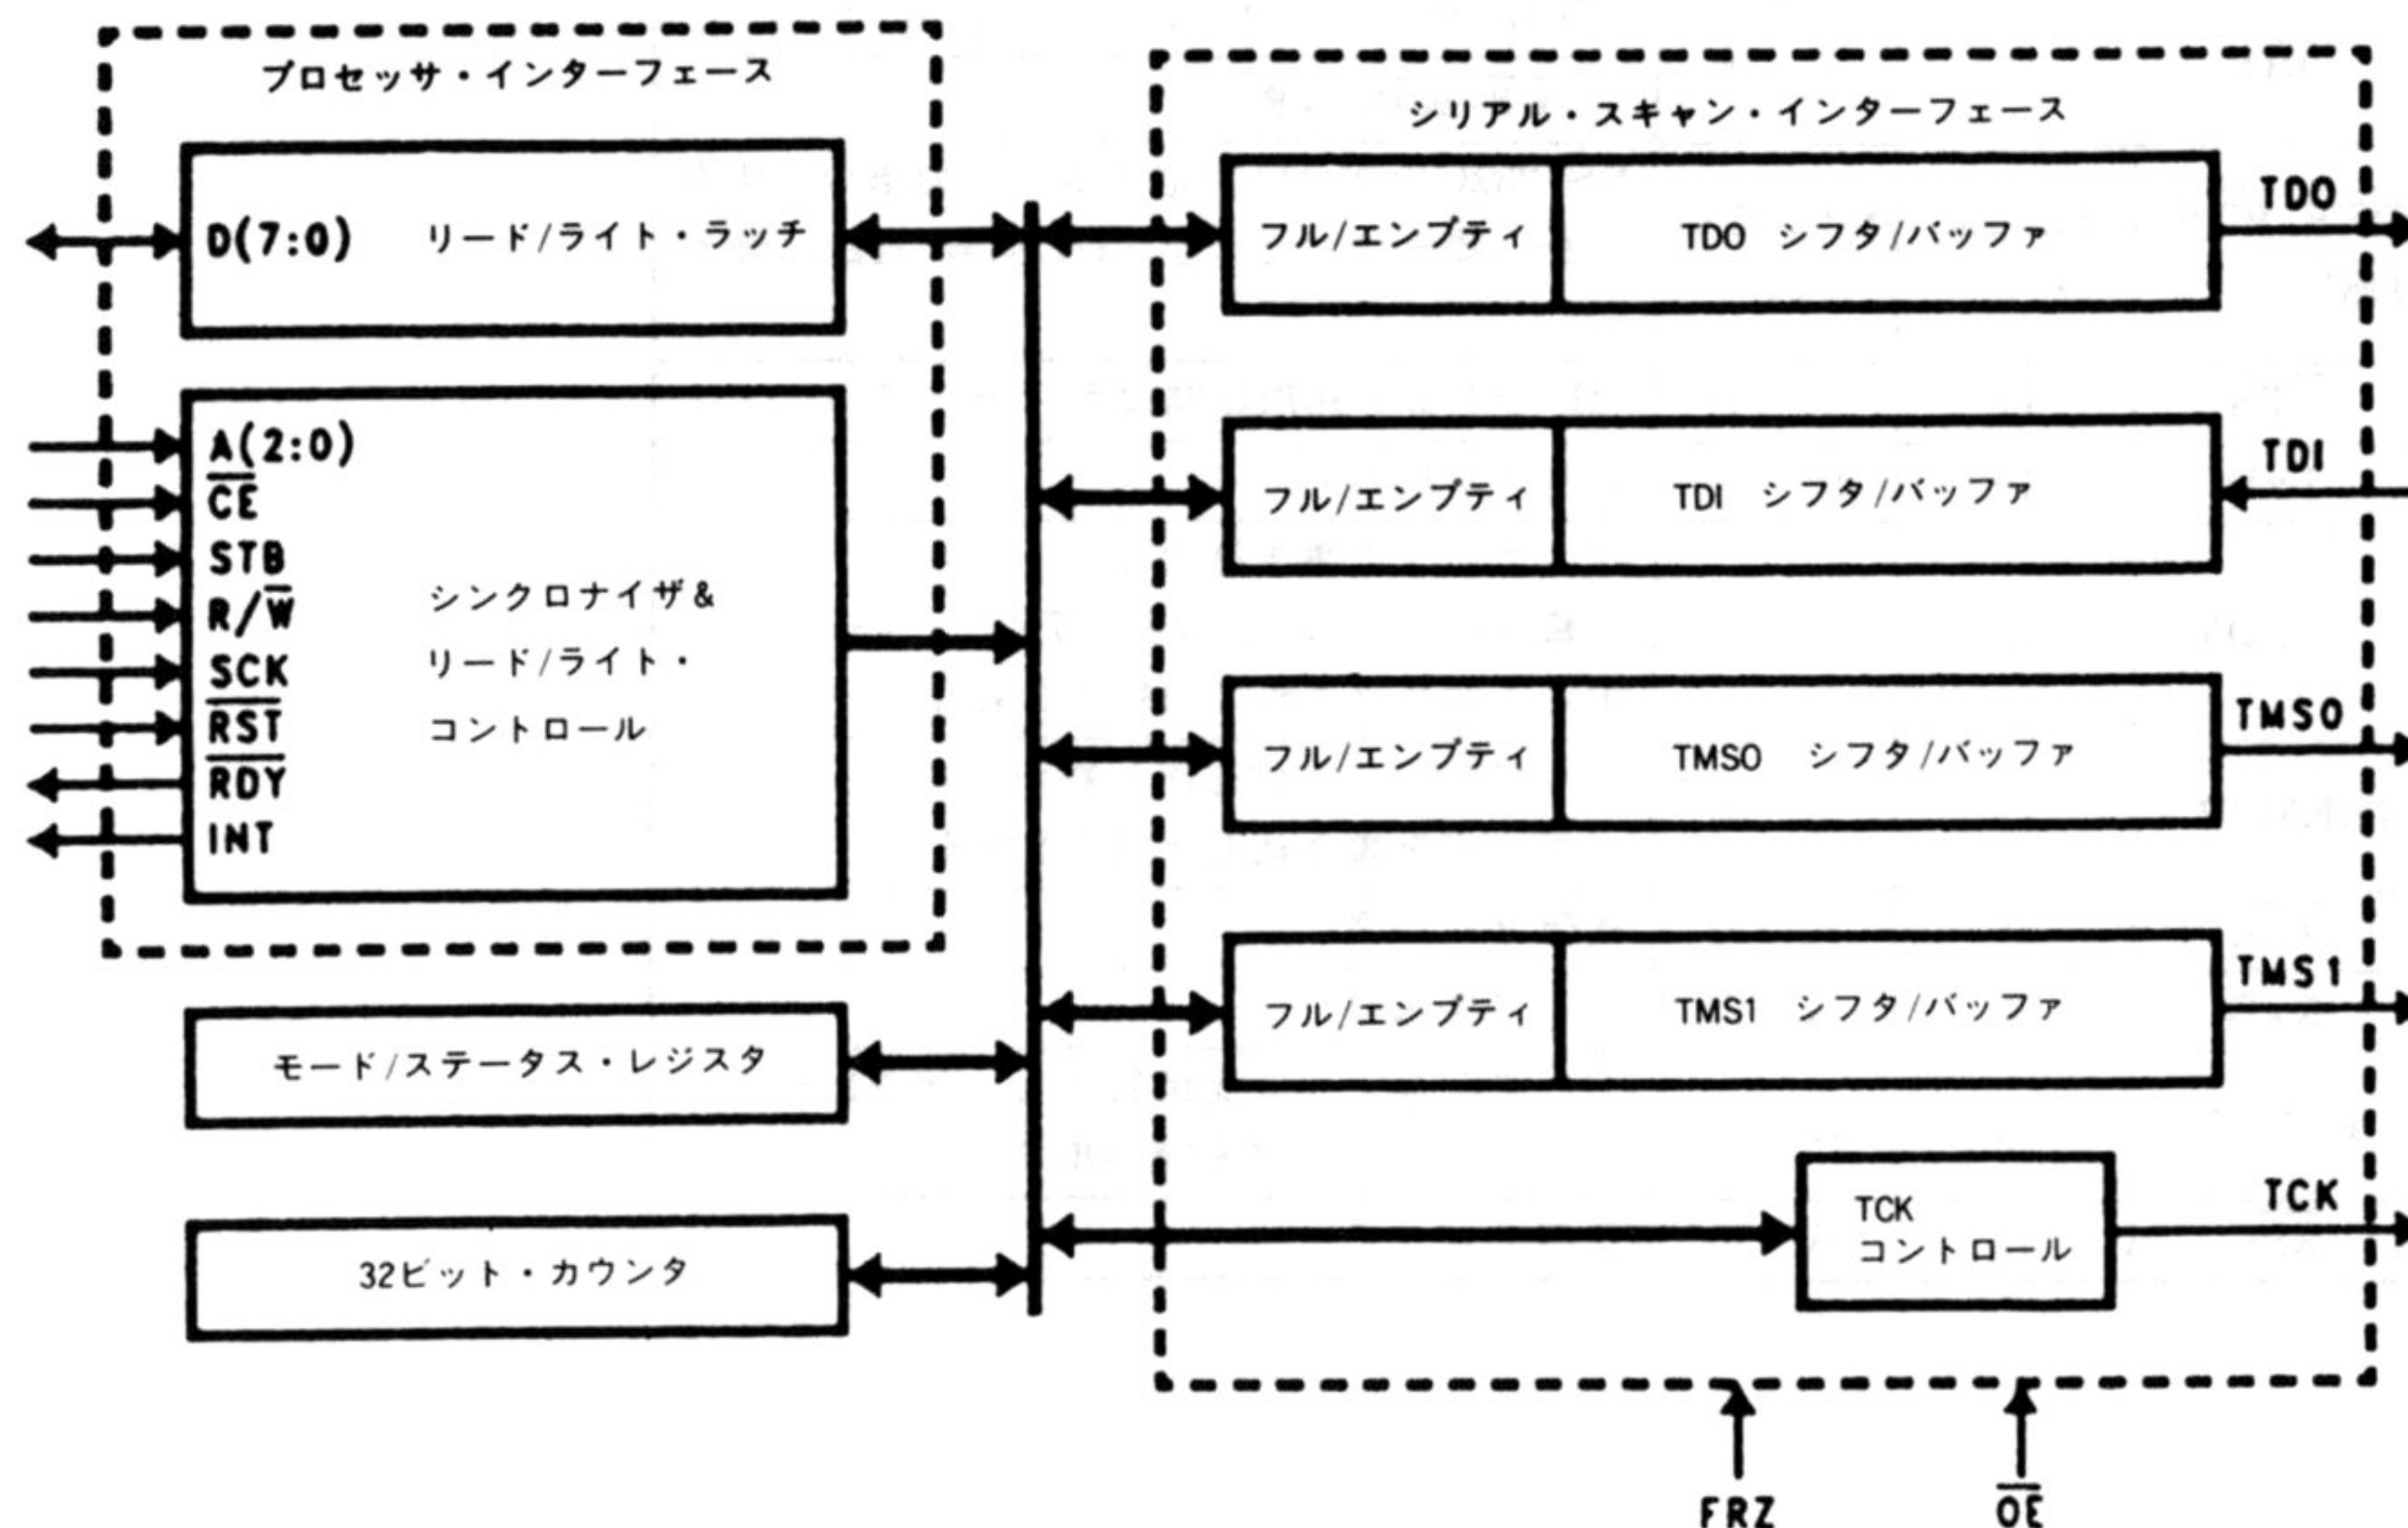 プロセッサ・インターフェース
D(7:0) リード/ライト・ラッチ
A(2:0)
C̅E̅
STB
R/W̅
SCK
R̅S̅T̅
R̅D̅Y̅
INT
シンクロナイザ&
リード/ライト・
コントロール
モード/ステータス・レジスタ
32ビット・カウンタ
シリアル・スキャン・インターフェース
フル/エンプティ TDO シフタ/バッファ
TDO
フル/エンプティ TDI シフタ/バッファ
TDI
フル/エンプティ TMS0 シフタ/バッファ
TMS0
フル/エンプティ TMS1 シフタ/バッファ
TMS1
TCK
コントロール
TCK
FRZ
O̅E̅